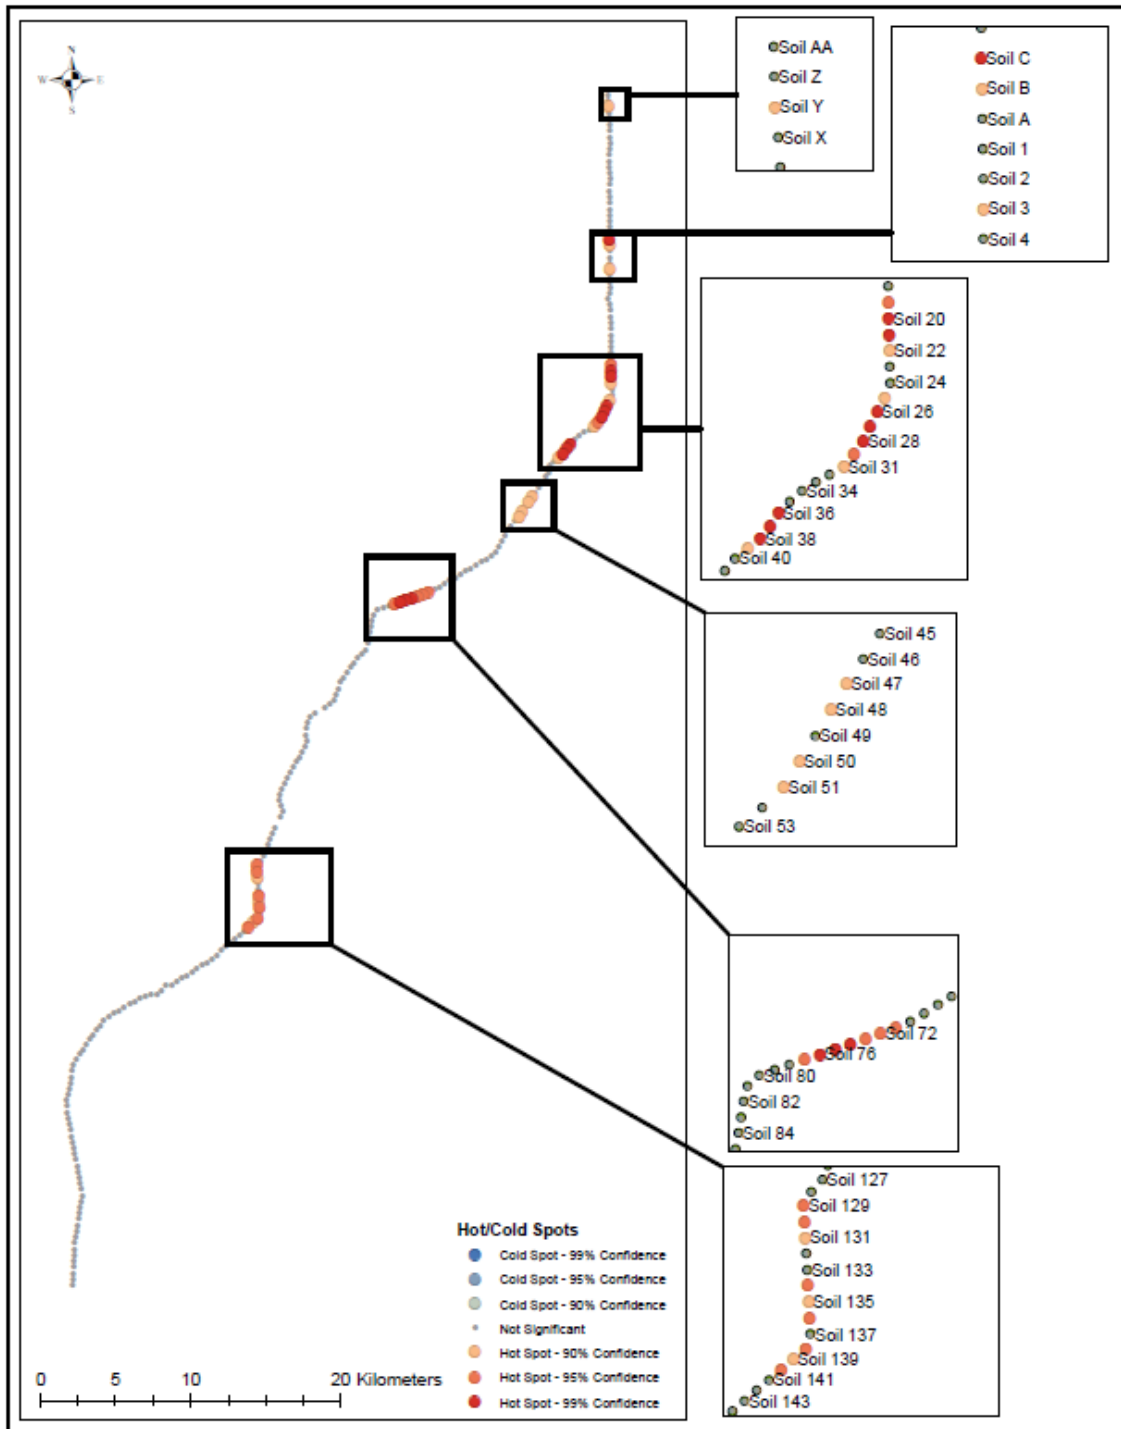 N
W E
S
Soil AA
Soil Z
Soil Y
Soil X
Soil C
Soil B
Soil A
Soil 1
Soil 2
Soil 3
Soil 4
Soil 20
Soil 22
Soil 24
Soil 26
Soil 28
Soil 31
Soil 34
Soil 36
Soil 38
Soil 40
Soil 45
Soil 46
Soil 47
Soil 48
Soil 49
Soil 50
Soil 51
Soil 53
Soil 72
Soil 76
Soil 80
Soil 82
Soil 84
Soil 127
Soil 129
Soil 131
Soil 133
Soil 135
Soil 137
Soil 139
Soil 141
Soil 143
Hot/Cold Spots
Cold Spot - 99% Confidence
Cold Spot - 95% Confidence
Cold Spot - 90% Confidence
Not Significant
Hot Spot - 90% Confidence
Hot Spot - 95% Confidence
Hot Spot - 99% Confidence
0 5 10 20 Kilometers